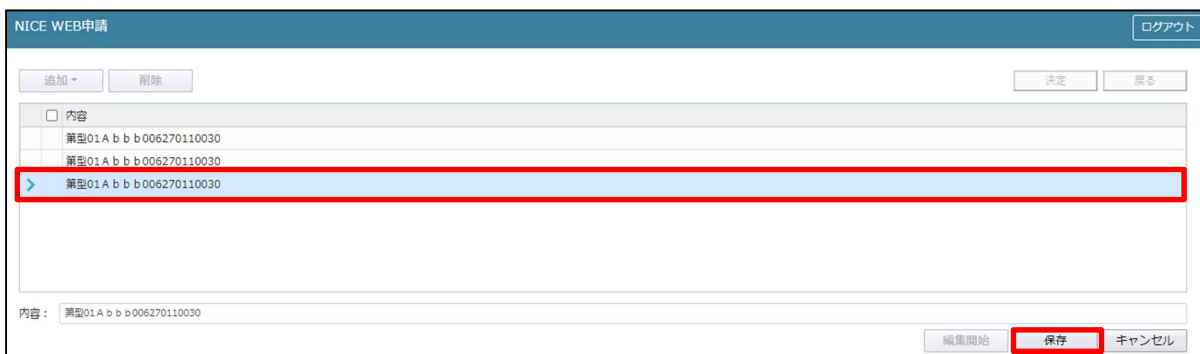 NICE WEB申請
ログアウト
追加
削除
決定
戻る
内容
第型01Ａｂｂｂ006270110030
第型01Ａｂｂｂ006270110030
第型01Ａｂｂｂ006270110030
内容： 第型01Ａｂｂｂ006270110030
編集開始
保存
キャンセル